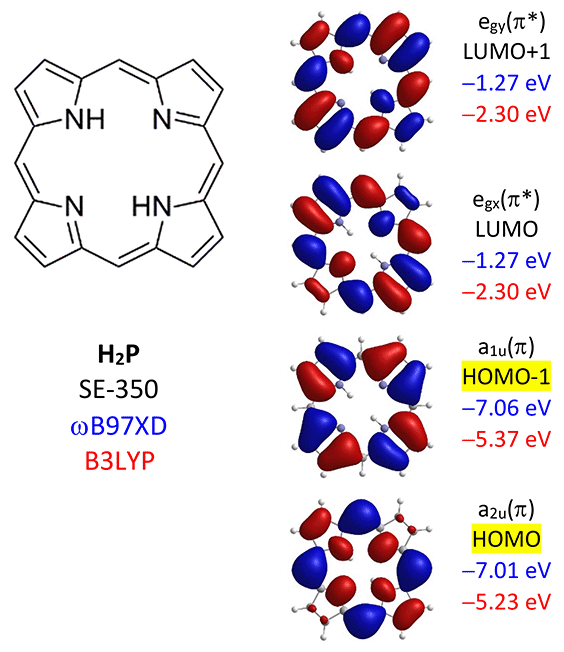 NH
N
N
HN
H₂P
SE-350
ωB97XD
B3LYP
e_gy(π*)
LUMO+1
–1.27 eV
–2.30 eV
e_gx(π*)
LUMO
–1.27 eV
–2.30 eV
a₁ᵤ(π)
HOMO-1
–7.06 eV
–5.37 eV
a₂ᵤ(π)
HOMO
–7.01 eV
–5.23 eV